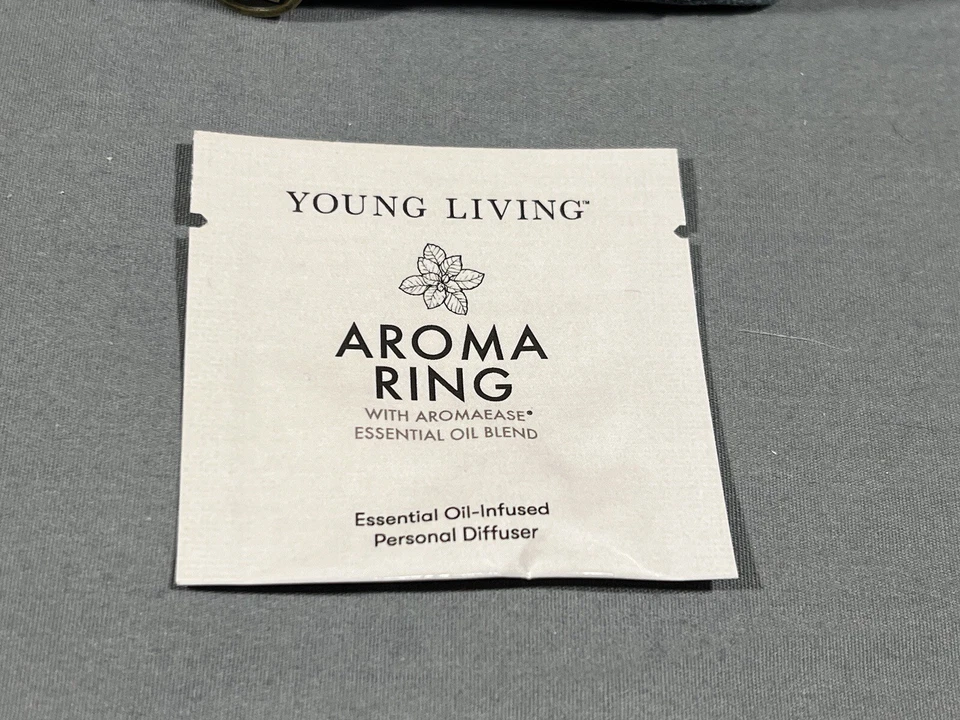 YOUNG LIVING™
AROMA
RING
WITH AROMAEASE®
ESSENTIAL OIL BLEND
Essential Oil-Infused
Personal Diffuser